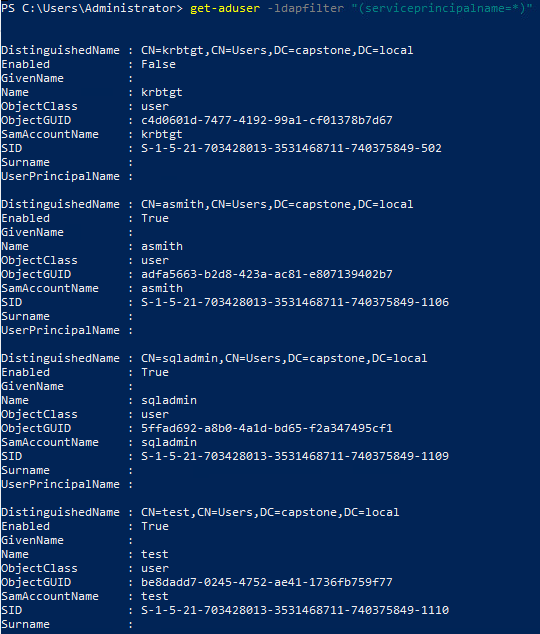 PS C:\Users\Administrator> get-aduser -ldapfilter "(serviceprincipalname=*)"
DistinguishedName : CN=krbtgt,CN=Users,DC=capstone,DC=local
Enabled : False
GivenName :
Name : krbtgt
ObjectClass : user
ObjectGUID : c4d0601d-7477-4192-99a1-cf01378b7d67
SamAccountName : krbtgt
SID : S-1-5-21-703428013-3531468711-740375849-502
Surname :
UserPrincipalName :
DistinguishedName : CN=asmith,CN=Users,DC=capstone,DC=local
Enabled : True
GivenName :
Name : asmith
ObjectClass : user
ObjectGUID : adfa5663-b2d8-423a-ac81-e807139402b7
SamAccountName : asmith
SID : S-1-5-21-703428013-3531468711-740375849-1106
Surname :
UserPrincipalName :
DistinguishedName : CN=sqladmin,CN=Users,DC=capstone,DC=local
Enabled : True
GivenName :
Name : sqladmin
ObjectClass : user
ObjectGUID : 5ffad692-a8b0-4a1d-bd65-f2a347495cf1
SamAccountName : sqladmin
SID : S-1-5-21-703428013-3531468711-740375849-1109
Surname :
UserPrincipalName :
DistinguishedName : CN=test,CN=Users,DC=capstone,DC=local
Enabled : True
GivenName :
Name : test
ObjectClass : user
ObjectGUID : be8dadd7-0245-4752-ae41-1736fb759f77
SamAccountName : test
SID : S-1-5-21-703428013-3531468711-740375849-1110
Surname :